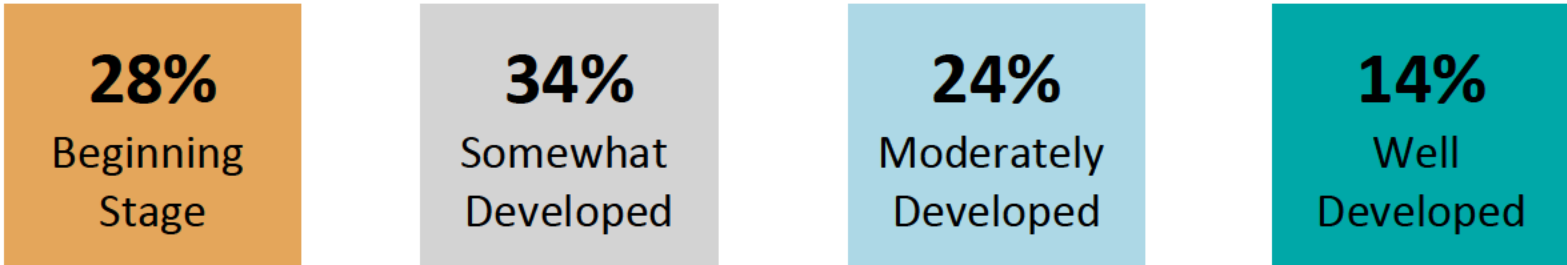 28%
Beginning
Stage
34%
Somewhat
Developed
24%
Moderately
Developed
14%
Well
Developed